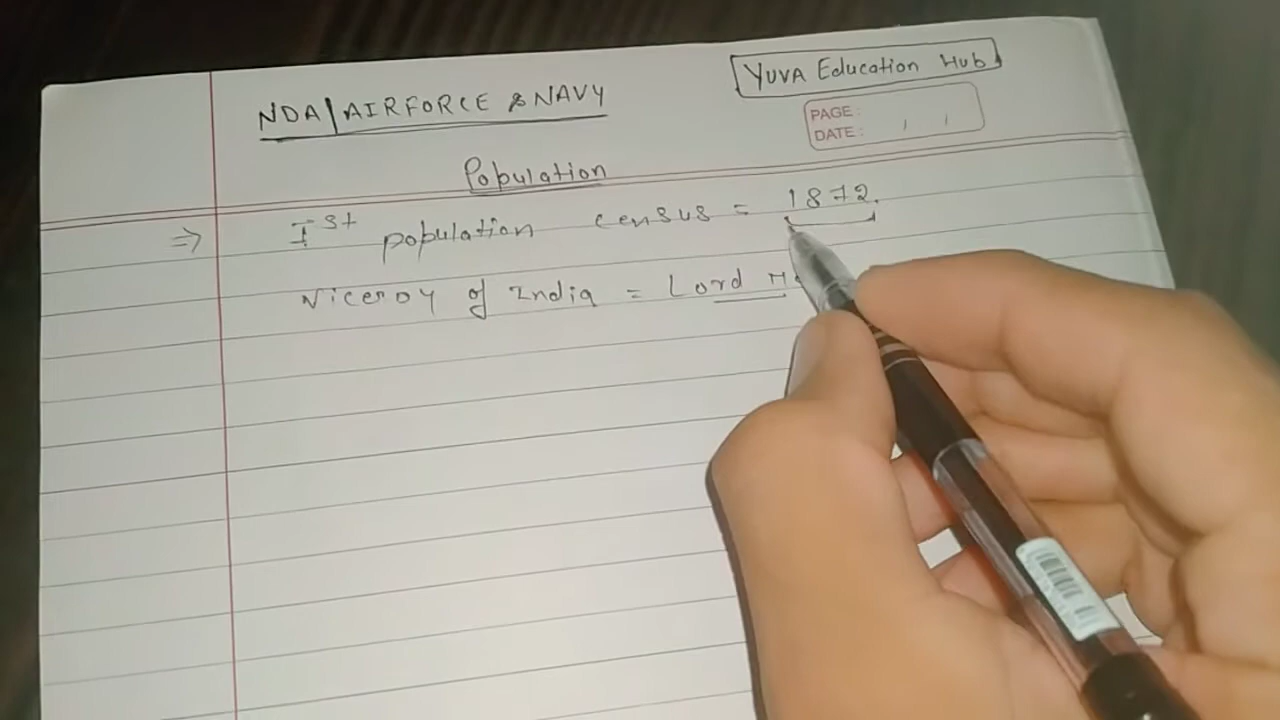 YUVA Education Hub
NDA/AIRFORCE & NAVY
PAGE:
DATE: / /
Population
⇒ Ist population census = 1872.
Viceroy of India = Lord